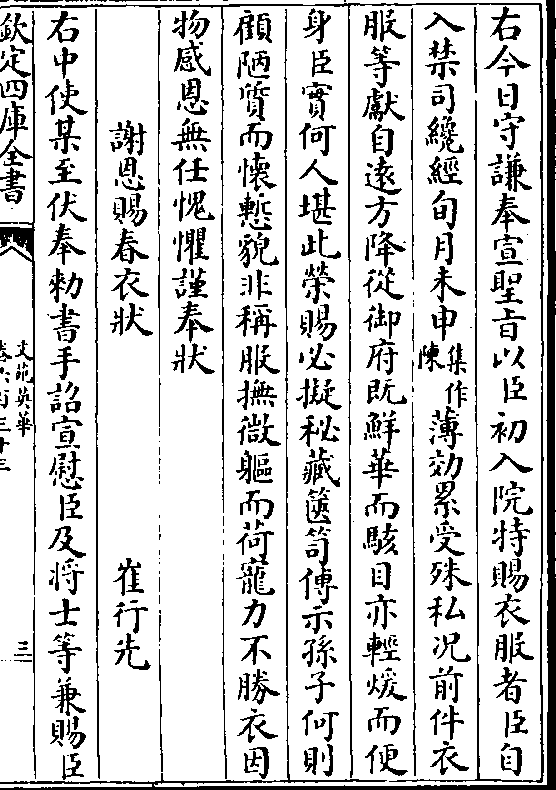 右今日守謙奉宣聖旨以臣初入院特賜衣服者臣自
入禁司纔經旬月未申集作陳薄効累受殊私況前件衣
服等獻自遠方降從御府既鮮華而駭目亦輕煖而便
身臣實何人堪此榮賜必擬秘藏篋笥傳示孫子何則
顧陋質而懷慙貌非稱服撫微軀而荷寵力不勝衣因
物感恩無任愧懼謹奉狀
謝恩賜春衣狀　崔行先
右中使某至伏奉勅書手詔宣慰臣及將士等兼賜臣
欽定四庫全書
文苑英華
卷六百三十三
三